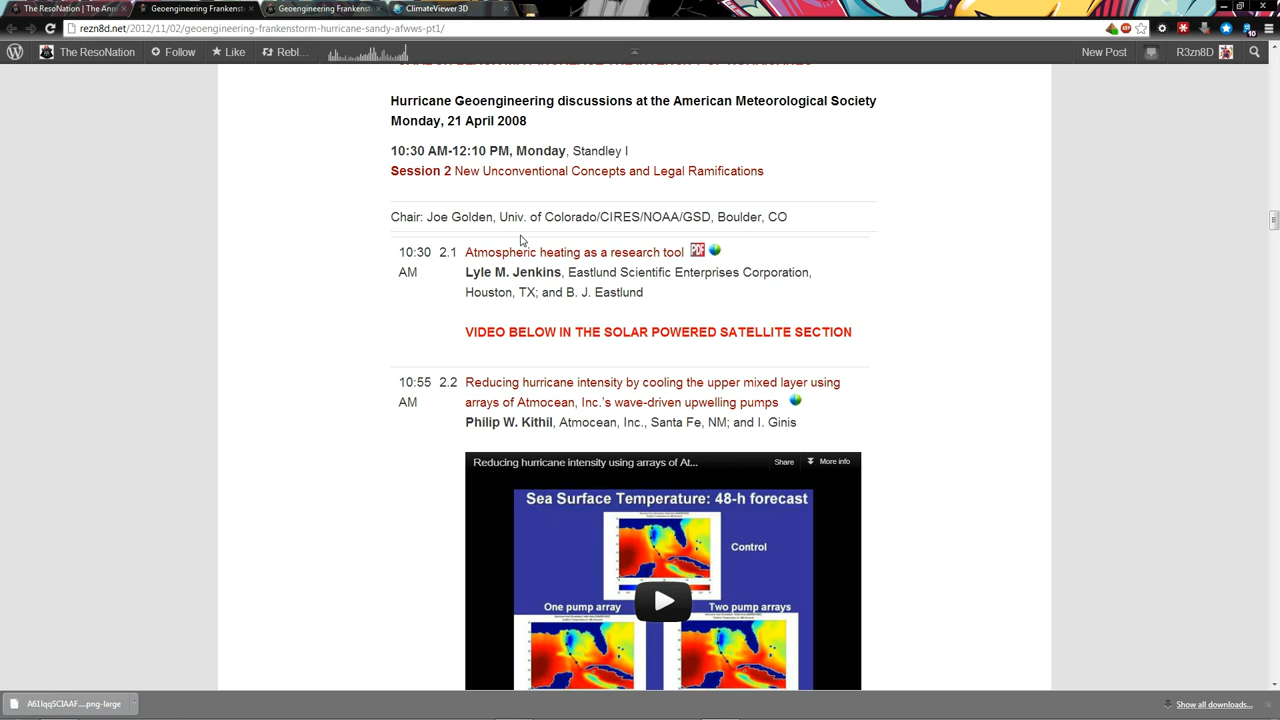 The ResoNation | The An
Geoengineering Frankenst
Geoengineering Frankenst
ClimateViewer 3D
rezn8d.net/2012/11/02/geoengineering-frankenstorm-hurricane-sandy-afwws-pt1/
The ResoNation
Follow
Like
Rebl...
New Post
R3zn8D
10
Hurricane Geoengineering discussions at the American Meteorological Society
Monday, 21 April 2008
10:30 AM-12:10 PM, Monday, Standley I
Session 2 New Unconventional Concepts and Legal Ramifications
Chair: Joe Golden, Univ. of Colorado/CIRES/NOAA/GSD, Boulder, CO
10:30 2.1 Atmospheric heating as a research tool PDF
AM Lyle M. Jenkins, Eastlund Scientific Enterprises Corporation,
Houston, TX; and B. J. Eastlund
VIDEO BELOW IN THE SOLAR POWERED SATELLITE SECTION
10:55 2.2 Reducing hurricane intensity by cooling the upper mixed layer using
AM arrays of Atmocean, Inc.'s wave-driven upwelling pumps
Philip W. Kithil, Atmocean, Inc., Santa Fe, NM; and I. Ginis
Reducing hurricane intensity using arrays of At...
Share
More info
Sea Surface Temperature: 48-h forecast
Control
One pump array
Two pump arrays
A61IqqSCIAAF....png-large
Show all downloads...